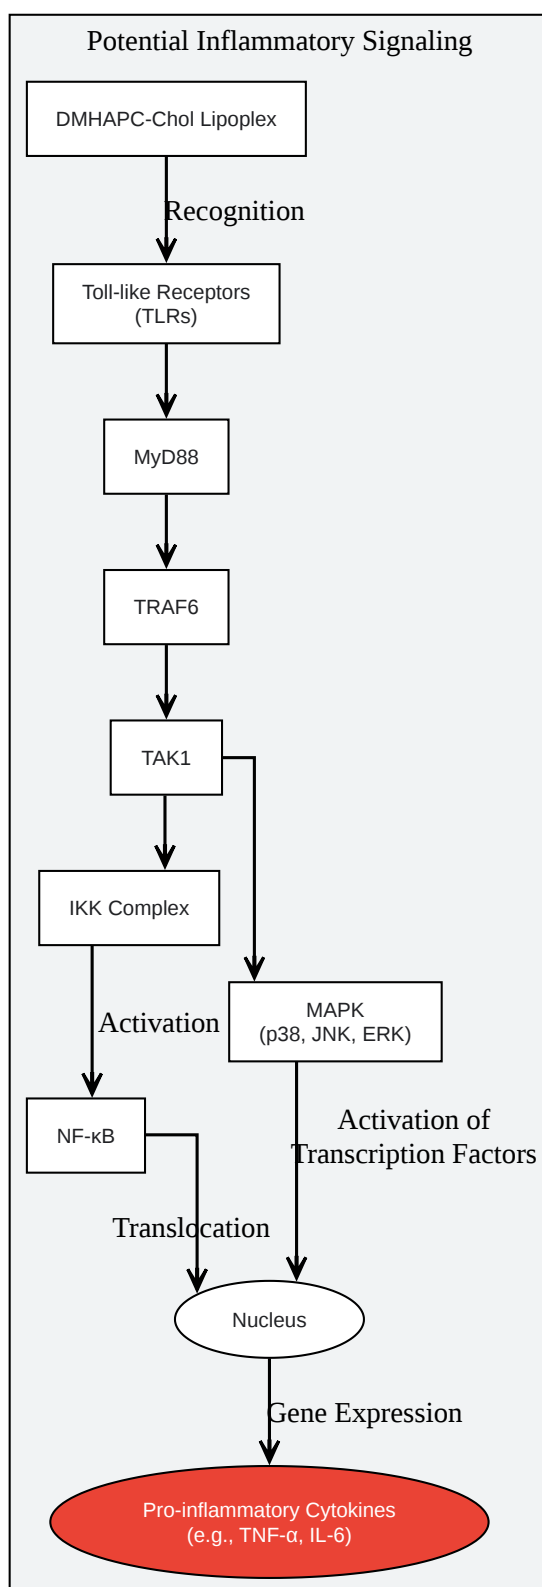 Potential Inflammatory Signaling
DMHAPC-Chol Lipoplex
Recognition
Toll-like Receptors
(TLRs)
MyD88
TRAF6
TAK1
IKK Complex
MAPK
(p38, JNK, ERK)
Activation
NF-κB
Activation of
Transcription Factors
Translocation
Nucleus
Gene Expression
Pro-inflammatory Cytokines
(e.g., TNF-α, IL-6)